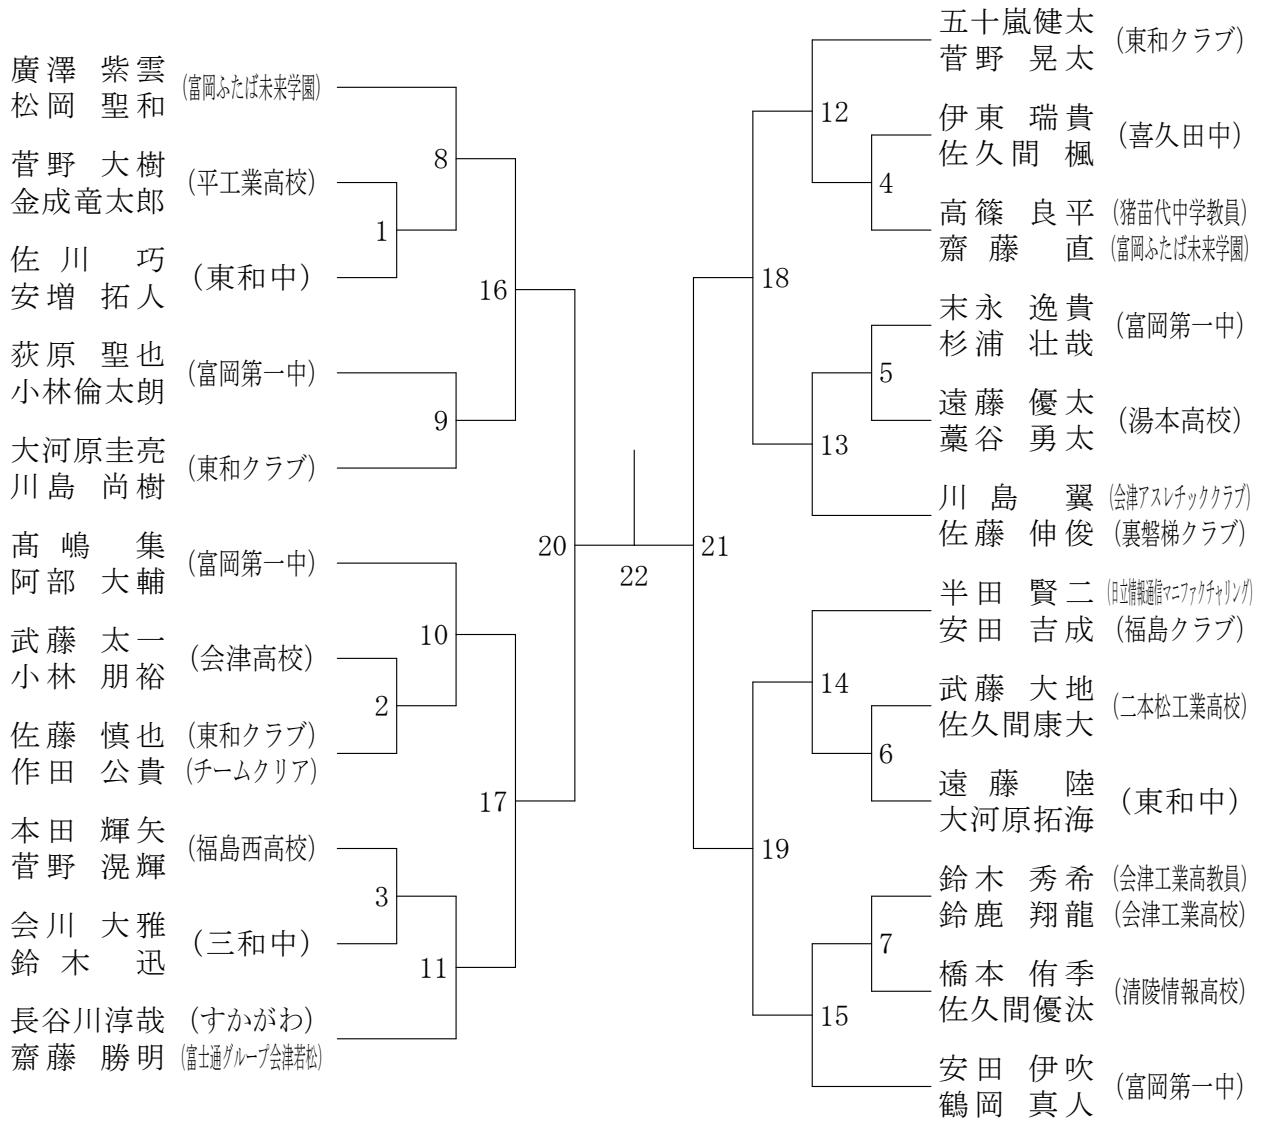 廣澤 紫雲 (富岡ふたば未来学園)
松岡 聖和
菅野 大樹 (平工業高校)
金成竜太郎
佐川 巧 (東和中)
安増 拓人
荻原 聖也 (富岡第一中)
小林倫太朗
大河原圭亮 (東和クラブ)
川島 尚樹
髙嶋 集 (富岡第一中)
阿部 大輔
武藤 太一 (会津高校)
小林 朋裕
佐藤 慎也 (東和クラブ)
作田 公貴 (チームクリア)
本田 輝矢 (福島西高校)
菅野 滉輝
会川 大雅 (三和中)
鈴木 迅
長谷川淳哉 (すかがわ)
齋藤 勝明 (富士通グループ会津若松)
1
2
3
8
9
10
11
16
17
20
22
21
18
19
12
13
14
15
4
5
6
7
五十嵐健太 (東和クラブ)
菅野 晃太
伊東 瑞貴 (喜久田中)
佐久間 楓
高篠 良平 (猪苗代中学教員)
齋藤 直 (富岡ふたば未来学園)
末永 逸貴 (富岡第一中)
杉浦 壮哉
遠藤 優太 (湯本高校)
藁谷 勇太
川島 翼 (会津アスレチッククラブ)
佐藤 伸俊 (裏磐梯クラブ)
半田 賢二 (日立情報通信マニファクチャリング)
安田 吉成 (福島クラブ)
武藤 大地 (二本松工業高校)
佐久間康大
遠藤 陸 (東和中)
大河原拓海
鈴木 秀希 (会津工業高教員)
鈴鹿 翔龍 (会津工業高校)
橋本 侑季 (清陵情報高校)
佐久間優汰
安田 伊吹 (富岡第一中)
鶴岡 真人